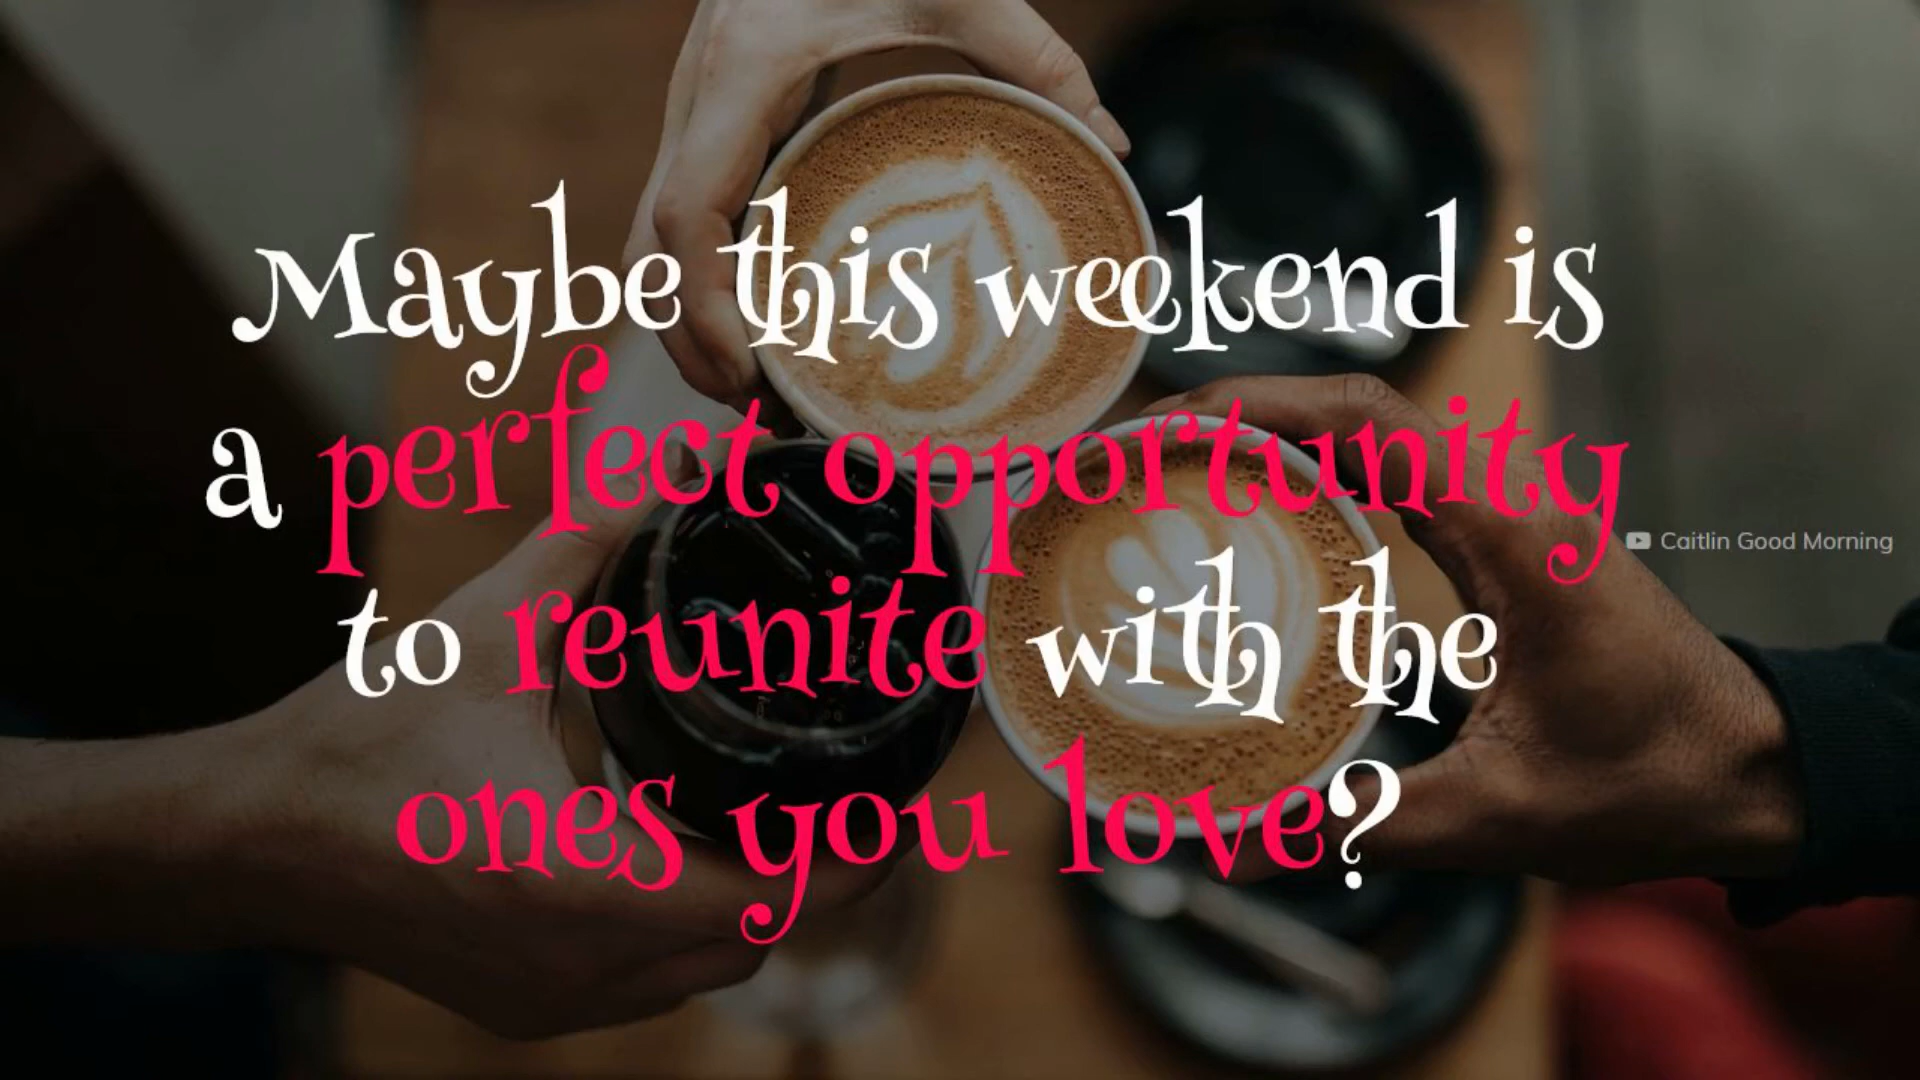 Maybe this weekend is
a perfect opportunity
to reunite with the
ones you love?
Caitlin Good Morning